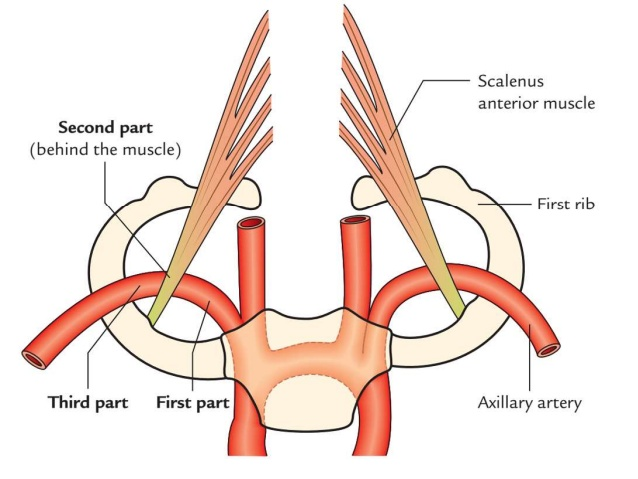 Scalenus
anterior muscle
Second part
(behind the muscle)
First rib
Third part
First part
Axillary artery